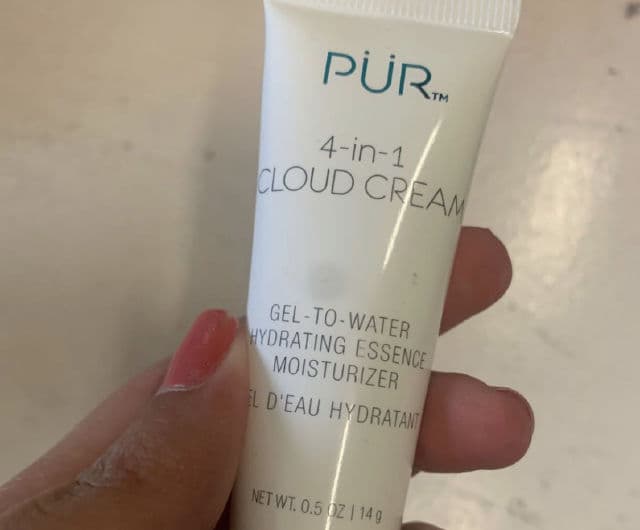 PÜR™
4-in-1
CLOUD CREAM
GEL-TO-WATER
HYDRATING ESSENCE
MOISTURIZER
EL D'EAU HYDRATANT
NET WT. 0.5 OZ | 14 g